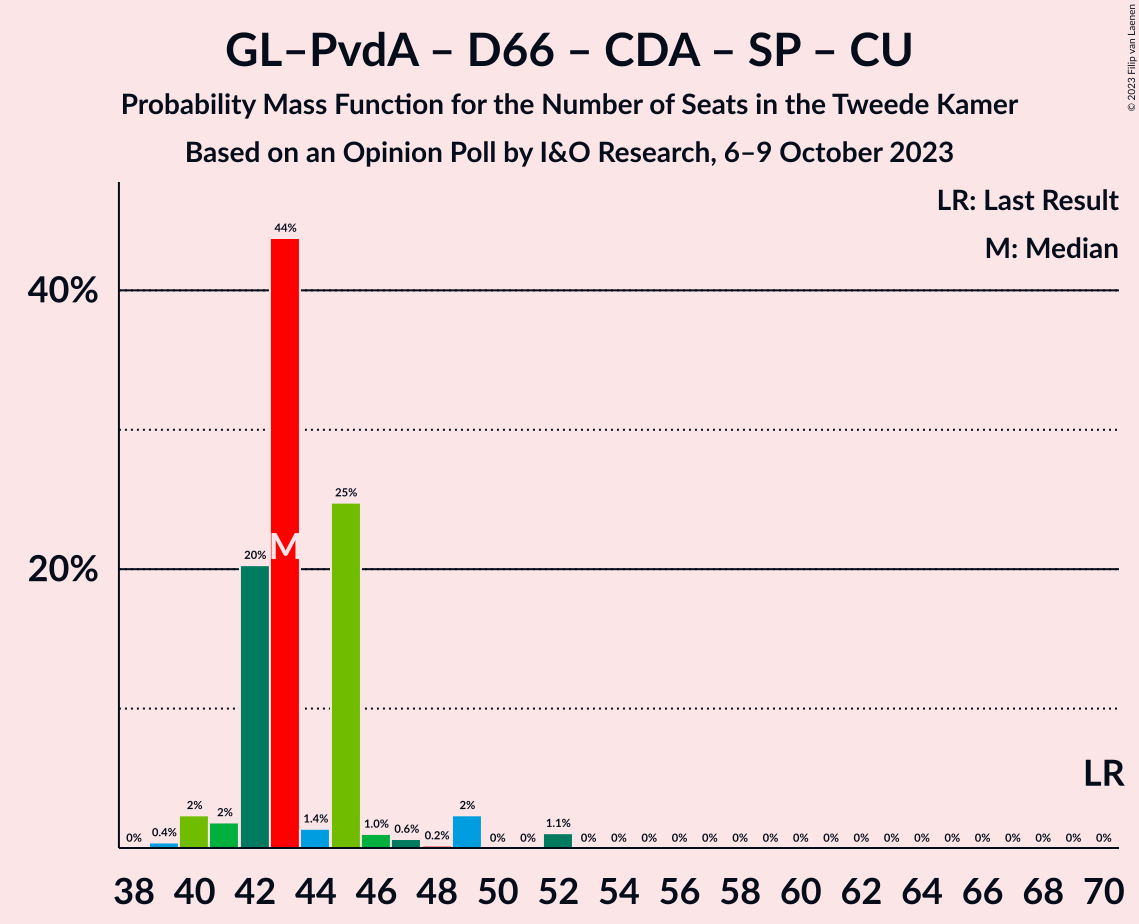 GL–PvdA – D66 – CDA – SP – CU
Probability Mass Function for the Number of Seats in the Tweede Kamer
Based on an Opinion Poll by I&O Research, 6–9 October 2023
© 2023 Filip van Laenen
LR: Last Result
M: Median
40%
20%
0% 0.4% 2% 2% 20% 44% 1.4% 25% 1.0% 0.6% 0.2% 2% 0% 0% 1.1% 0% 0% 0% 0% 0% 0% 0% 0% 0% 0% 0% 0% 0% 0% 0% 0% 0% 0%
M
LR
38 40 42 44 46 48 50 52 54 56 58 60 62 64 66 68 70